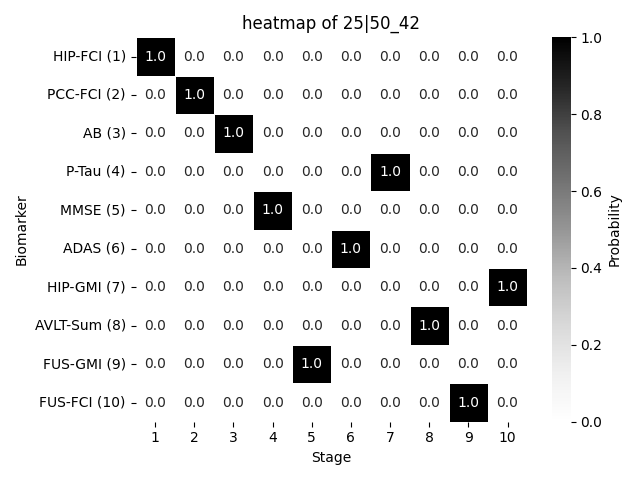 heatmap of 25|50_42
HIP-FCI (1) 1.0 0.0 0.0 0.0 0.0 0.0 0.0 0.0 0.0 0.0
PCC-FCI (2) 0.0 1.0 0.0 0.0 0.0 0.0 0.0 0.0 0.0 0.0
AB (3) 0.0 0.0 1.0 0.0 0.0 0.0 0.0 0.0 0.0 0.0
P-Tau (4) 0.0 0.0 0.0 0.0 0.0 0.0 1.0 0.0 0.0 0.0
MMSE (5) 0.0 0.0 0.0 1.0 0.0 0.0 0.0 0.0 0.0 0.0
ADAS (6) 0.0 0.0 0.0 0.0 0.0 1.0 0.0 0.0 0.0 0.0
HIP-GMI (7) 0.0 0.0 0.0 0.0 0.0 0.0 0.0 0.0 0.0 1.0
AVLT-Sum (8) 0.0 0.0 0.0 0.0 0.0 0.0 0.0 1.0 0.0 0.0
FUS-GMI (9) 0.0 0.0 0.0 0.0 1.0 0.0 0.0 0.0 0.0 0.0
FUS-FCI (10) 0.0 0.0 0.0 0.0 0.0 0.0 0.0 0.0 1.0 0.0
1 2 3 4 5 6 7 8 9 10
Stage
Biomarker
1.0
0.8
0.6
0.4
0.2
0.0
Probability